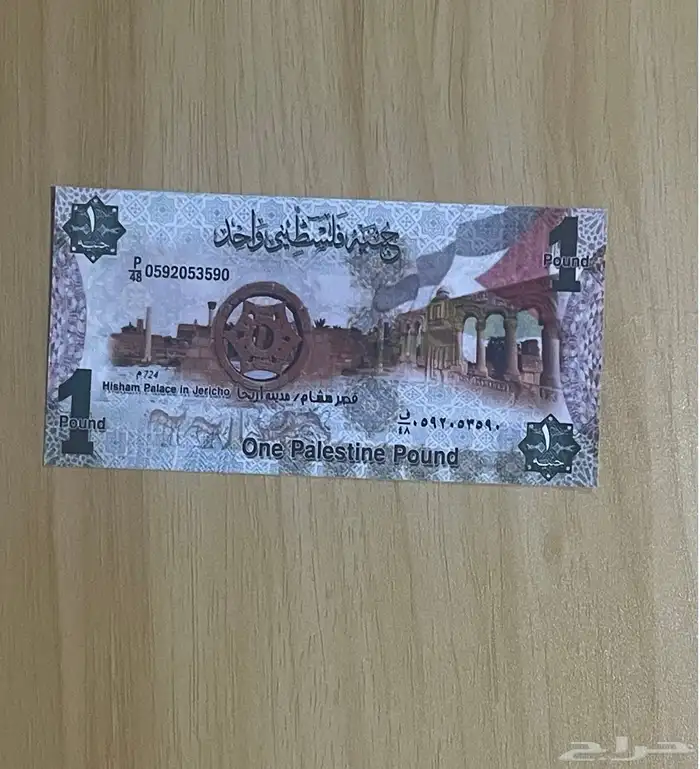 ١
جنيه
جنيه فلسطيني واحد
1
Pound
P/48 0592053590
724م
Hisham Palace in Jericho قصر هشام/ مدينة أريحا
1
Pound
ف/٤٨ ٠٥٩٢٠٥٣٥٩٠
One Palestine Pound
١
جنيه
حراج